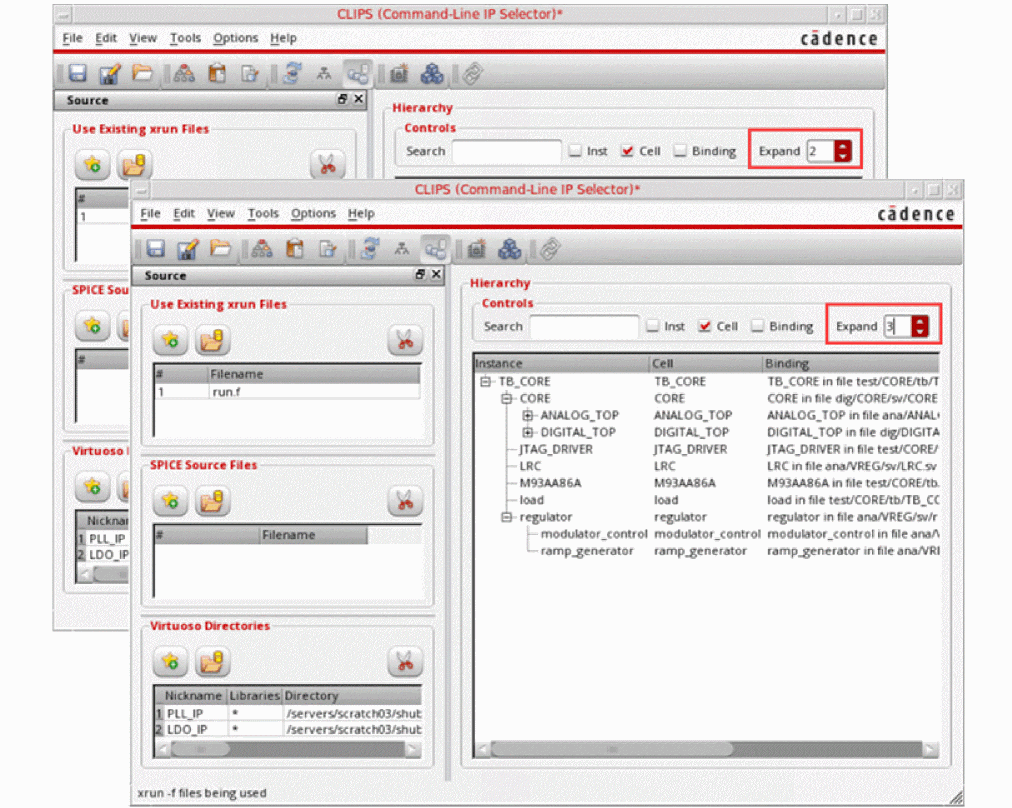 CLIPS (Command-Line IP Selector)*
File Edit View Tools Options Help
cādence
Source
Use Existing xrun Files
#
1
SPICE Sou
#
Virtuoso
Nicknar
1 PLL_IP
2 LDO_IP
Hierarchy
Controls
Search Inst Cell Binding Expand 2
CLIPS (Command-Line IP Selector)*
File Edit View Tools Options Help
cādence
Source
Use Existing xrun Files
# Filename
1 run.f
SPICE Source Files
# Filename
Virtuoso Directories
Nickname Libraries Directory
1 PLL_IP * /servers/scratch03/shut
2 LDO_IP * /servers/scratch03/shut
Hierarchy
Controls
Search Inst Cell Binding Expand 3
Instance Cell Binding
TB_CORE TB_CORE TB_CORE in file test/CORE/tb/T
CORE CORE CORE in file dig/CORE/sv/CORE
ANALOG_TOP ANALOG_TOP ANALOG_TOP in file ana/ANAL
DIGITAL_TOP DIGITAL_TOP DIGITAL_TOP in file dig/DIGITA
JTAG_DRIVER JTAG_DRIVER JTAG_DRIVER in file test/CORE/
LRC LRC LRC in file ana/VREG/sv/LRC.sv
M93AA86A M93AA86A M93AA86A in file test/CORE/tb.
load load load in file test/CORE/tb/TB_CC
regulator regulator regulator in file ana/VREG/sv/r
modulator_control modulator_control modulator_control in file ana/\
ramp_generator ramp_generator ramp_generator in file ana/VRI
xrun -f files being used